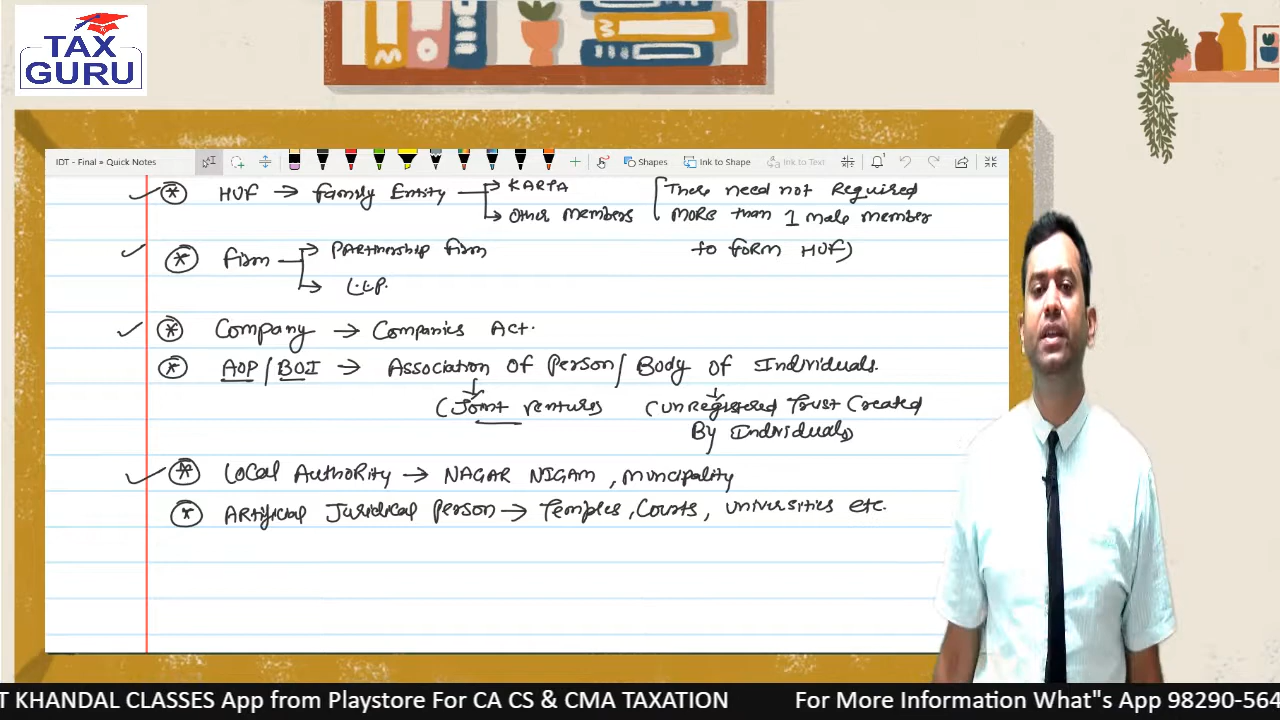 TAX
GURU
IDT - Final » Quick Notes
Shapes
Ink to Shape
Ink to Text
HUF → Family Entity → KARTA
→ Other Members
(There need not Required
MORE than 1 male member
to form HUF)
Firm → Partnership firm
→ LLP.
Company → Companies Act.
AOP/BOI → Association of Person/Body of Individuals.
(Joint ventures
(Unregistered Trust Created
By Individuals)
Local Authority → NAGAR NIGAM, Municipality
Artificial Juridical Person → Temples, Courts, Universities etc.
T KHANDAL CLASSES App from Playstore For CA CS & CMA TAXATION
For More Information What"s App 98290-564